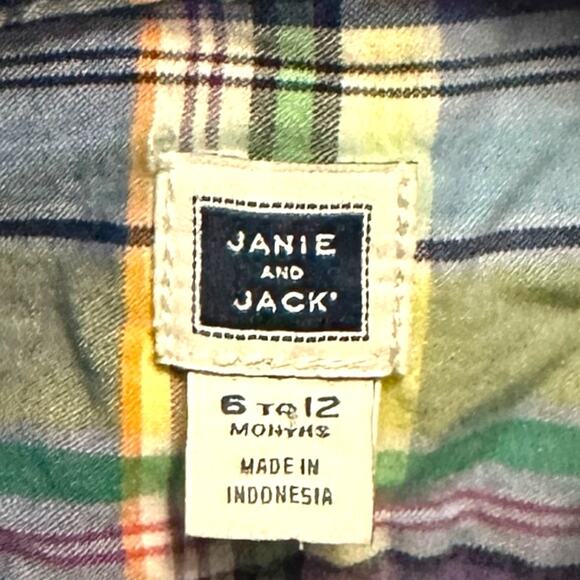 JANIE
AND
JACK
6 TO 12
MONTHS
MADE IN
INDONESIA